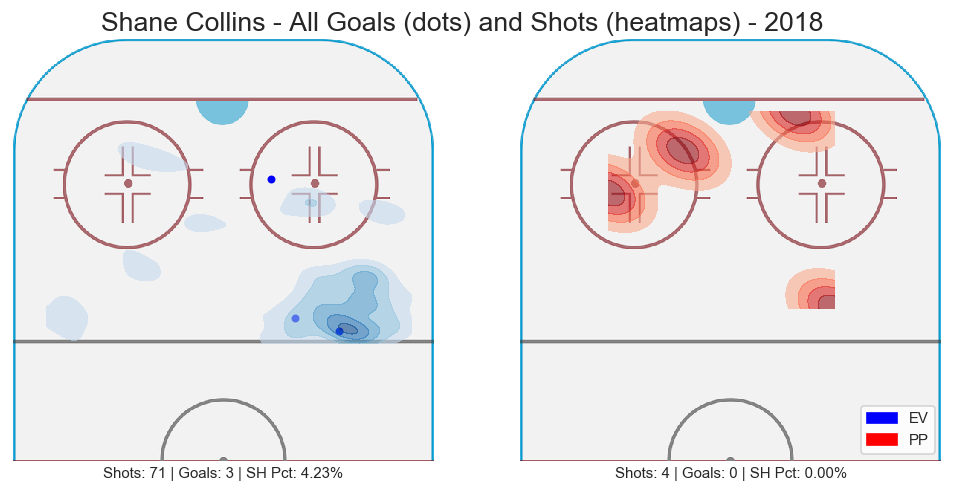 Shane Collins - All Goals (dots) and Shots (heatmaps) - 2018
EV
PP
Shots: 71 | Goals: 3 | SH Pct: 4.23%
Shots: 4 | Goals: 0 | SH Pct: 0.00%